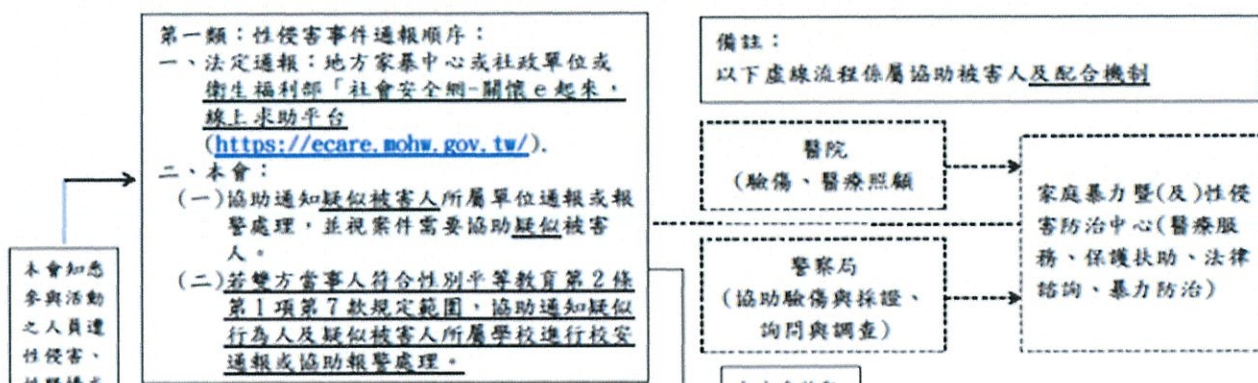 第一類：性侵害事件通報順序：
一、法定通報：地方家暴中心或社政單位或
衛生福利部「社會安全網-關懷 e 起來，
線上求助平台
(https://ecare.mohw.gov.tw/).
二、本會：
(一)協助通知疑似被害人所屬單位通報或報
警處理，並視案件需要協助疑似被害
人。
(二)若雙方當事人符合性別平等教育第 2 條
第 1 項第 7 款規定範圍，協助通知疑似
行為人及疑似被害人所屬學校進行校安
通報或協助報警處理。
本會知悉
參與活動
之人員遭
性侵害、
備註：
以下虛線流程係屬協助被害人及配合機制
醫院
(驗傷、醫療照顧
警察局
(協助驗傷與採證、
詢問與調查)
家庭暴力暨(及)性侵
害防治中心(醫療服
務、保護扶助、法律
諮詢、暴力防治)